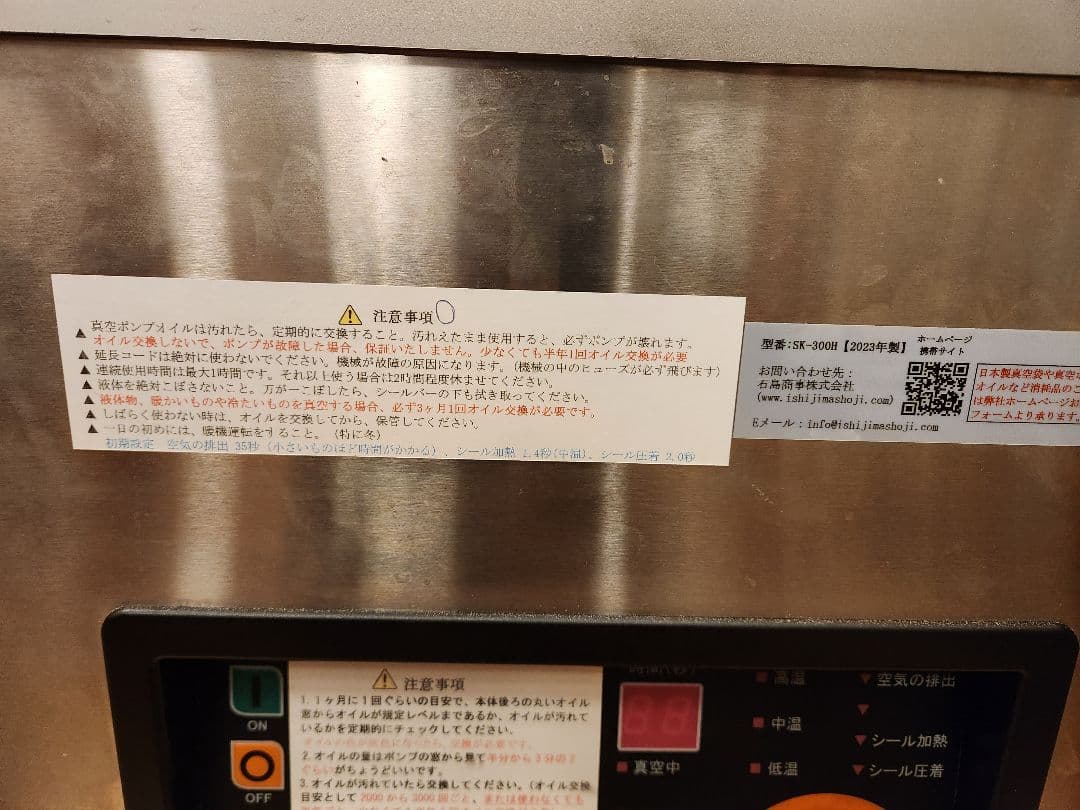 注意事項
▲ 真空ポンプオイルは汚れたら、定期的に交換すること。汚れえたまま使用すると、必ずポンプが壊れます。
オイル交換しないで、ポンプが故障した場合、保証いたしません。少なくても半年1回オイル交換が必要
▲ 延長コードは絶対に使わないでください。機械が故障の原因になります。(機械の中のヒューズが必ず飛びます)
▲ 連続使用時間は最大1時間です。それ以上使う場合は2時間程度休ませてください。
▲ 液体を絶対こぼさないこと。万が一こぼしたら、シールバーの下も拭き取ってください。
▲ 液体物、暖かいものや冷たいものを真空する場合、必ず3ヶ月1回オイル交換が必要です。
▲ しばらく使わない時は、オイルを交換してから、保管してください。
▲ 一日の初めには、暖機運転をすること。(特に冬)
初期設定 空気の排出 35秒(小さいものほど時間がかかる)、シール加熱 1.4秒(中温)、シール圧着 2.0秒
型番:SK-300H【2023年製】
ホームページ
携帯サイト
お問い合わせ先:
石島商事株式会社
(www.ishijimashoji.com)
Eメール:info@ishijimashoji.com
日本製真空袋や真空ポ
オイルなど消耗品のご
は弊社ホームページお
フォームより承ります。
ON
OFF
注意事項
1.1ヶ月に1回ぐらいの目安で、本体後ろの丸いオイル
窓からオイルが規定レベルまであるか、オイルが汚れて
いるかを定期的にチェックしてください。
2.オイルの量はポンプの窓から見て半分から3分の2
ぐらいがちょうどいいです。
3.オイルが汚れていたら交換してください。(オイル交換
目安として2000から3000回ごと、または使わなくても
時間(秒)
真空中
高温
中温
低温
空気の排出
シール加熱
シール圧着